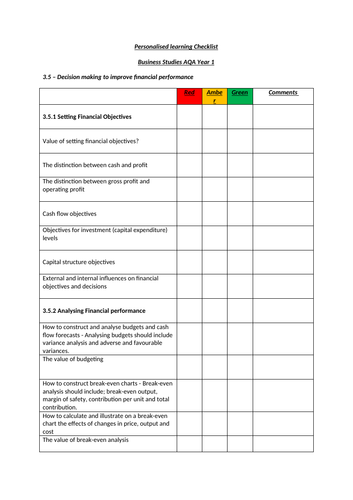 Personalised learning Checklist
Business Studies AQA Year 1
3.5 – Decision making to improve financial performance
Red Ambe Green Comments
r
3.5.1 Setting Financial Objectives
Value of setting financial objectives?
The distinction between cash and profit
The distinction between gross profit and
operating profit
Cash flow objectives
Objectives for investment (capital expenditure)
levels
Capital structure objectives
External and internal influences on financial
objectives and decisions
3.5.2 Analysing Financial performance
How to construct and analyse budgets and cash
flow forecasts - Analysing budgets should include
variance analysis and adverse and favourable
variances.
The value of budgeting
How to construct break-even charts - Break-even
analysis should include; break-even output,
margin of safety, contribution per unit and total
contribution.
How to calculate and illustrate on a break-even
chart the effects of changes in price, output and
cost
The value of break-even analysis